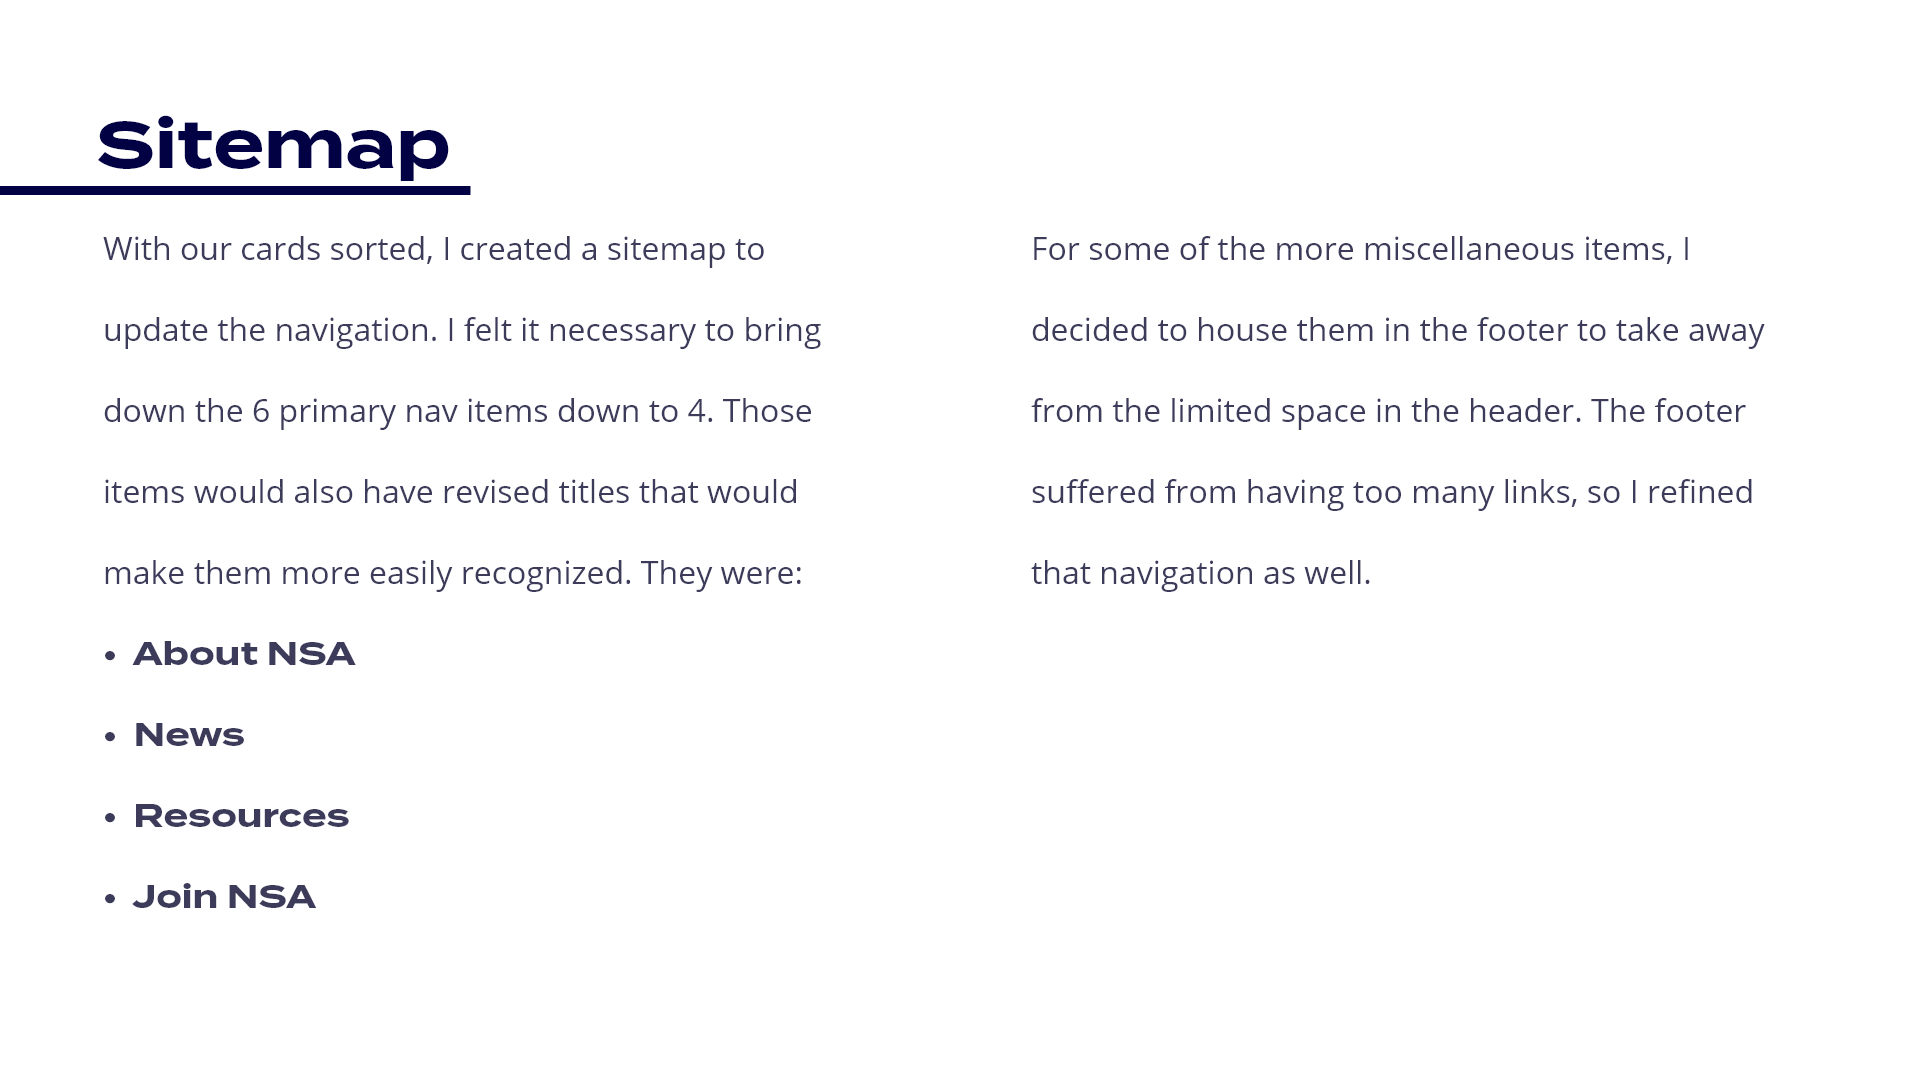 Sitemap
With our cards sorted, I created a sitemap to
update the navigation. I felt it necessary to bring
down the 6 primary nav items down to 4. Those
items would also have revised titles that would
make them more easily recognized. They were:
• About NSA
• News
• Resources
• Join NSA
For some of the more miscellaneous items, I
decided to house them in the footer to take away
from the limited space in the header. The footer
suffered from having too many links, so I refined
that navigation as well.